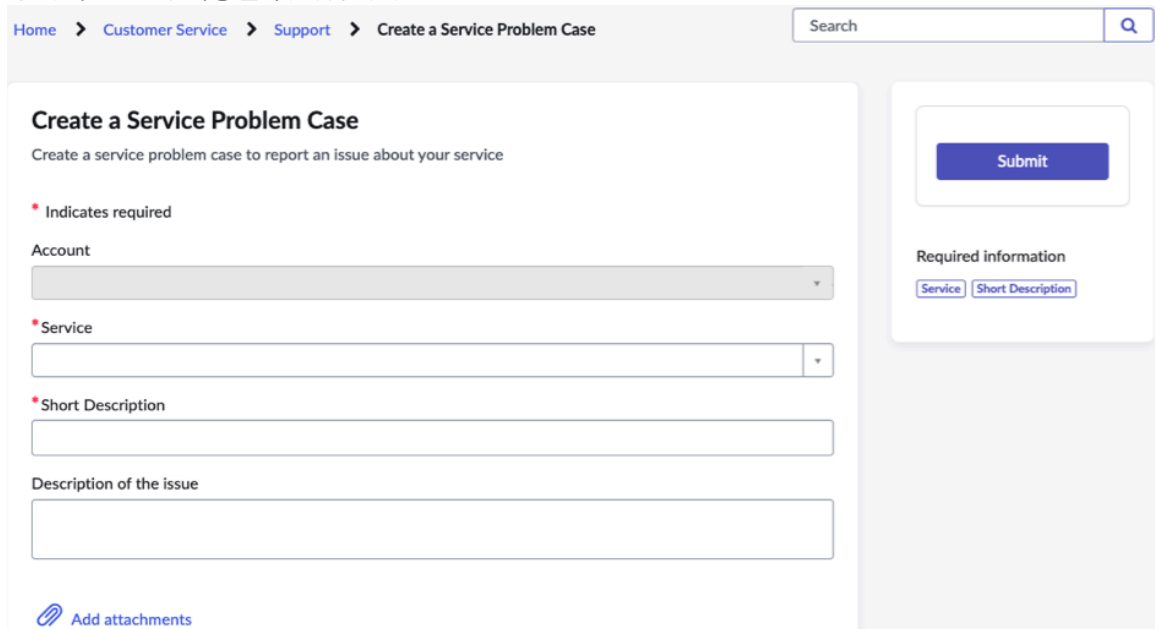 Home > Customer Service > Support > Create a Service Problem Case
Search
Create a Service Problem Case
Create a service problem case to report an issue about your service
* Indicates required
Account
*Service
*Short Description
Description of the issue
Add attachments
Submit
Required information
Service Short Description